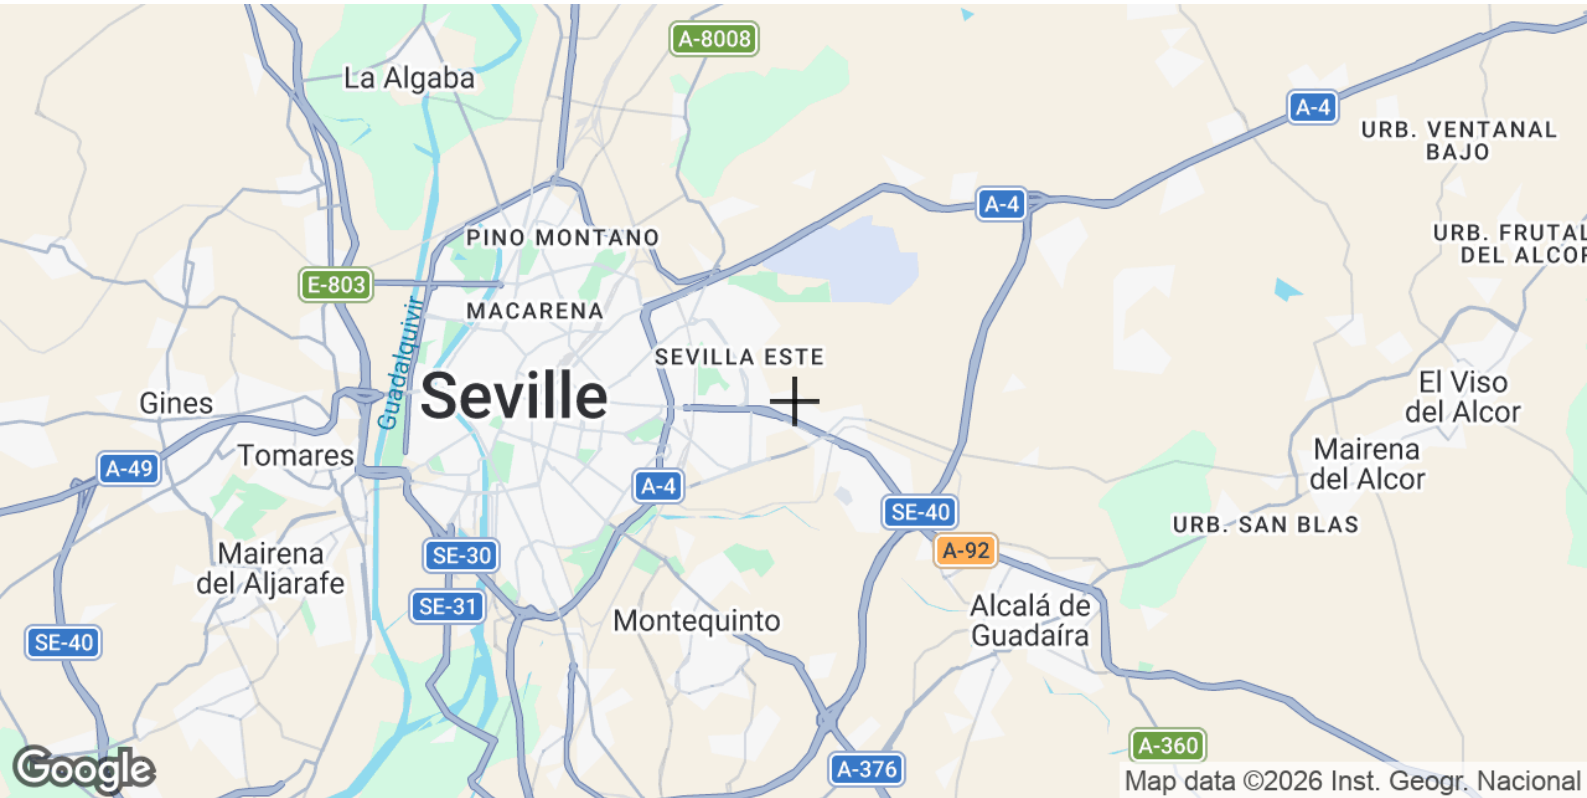 A-8008
La Algaba
A-4
URB. VENTANAL
BAJO
A-4
PINO MONTANO
URB. FRUTAL
DEL ALCOR
E-803
MACARENA
Guadalquivir
SEVILLA ESTE
Seville
Gines
El Viso
del Alcor
Tomares
A-49
Mairena
del Alcor
A-4
SE-40
URB. SAN BLAS
SE-30
A-92
Mairena
del Aljarafe
SE-31
Alcalá de
Guadaíra
Montequinto
SE-40
A-360
A-376
Google
Map data ©2026 Inst. Geogr. Nacional